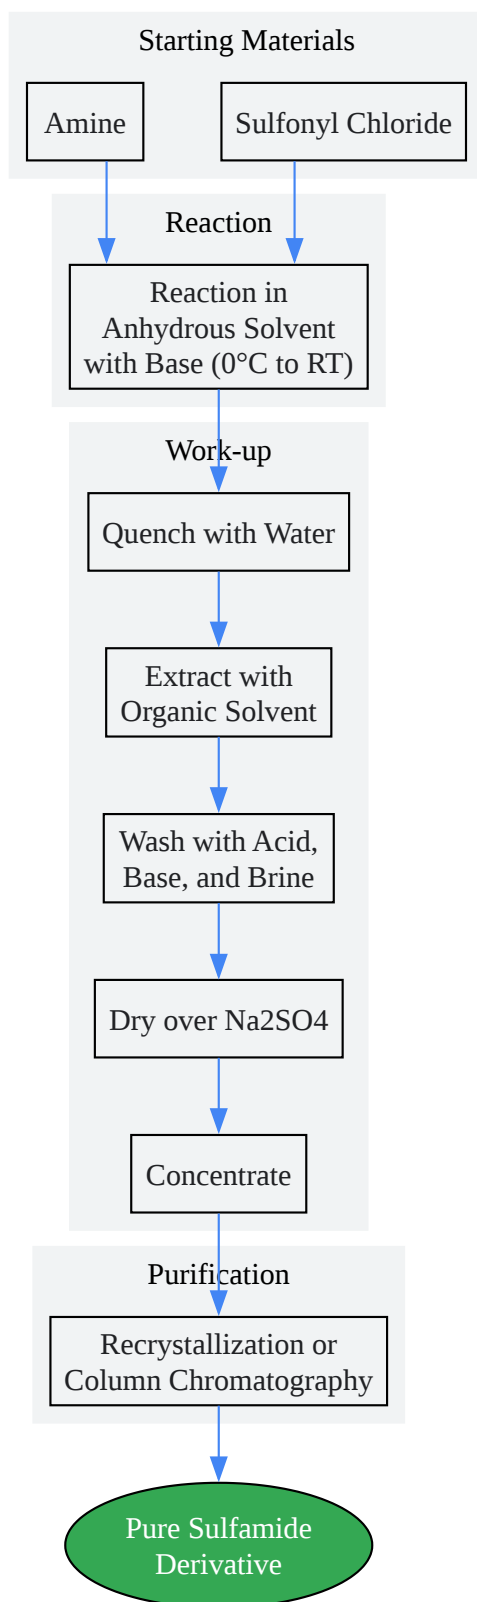 Starting Materials
Amine
Sulfonyl Chloride
Reaction
Reaction in
Anhydrous Solvent
with Base (0°C to RT)
Work-up
Quench with Water
Extract with
Organic Solvent
Wash with Acid,
Base, and Brine
Dry over Na2SO4
Concentrate
Purification
Recrystallization or
Column Chromatography
Pure Sulfamide
Derivative